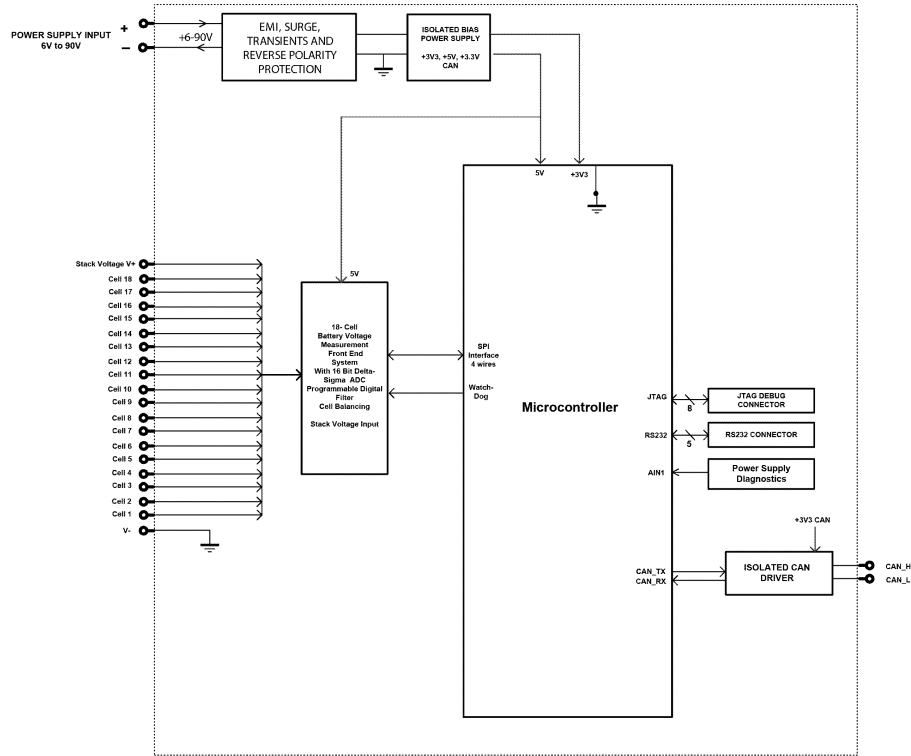 POWER SUPPLY INPUT
6V to 90V
+
−
+6-90V
EMI, SURGE,
TRANSIENTS AND
REVERSE POLARITY
PROTECTION
ISOLATED BIAS
POWER SUPPLY
+3V3, +5V, +3.3V
CAN
5V
+3V3
Stack Voltage V+
Cell 18
Cell 17
Cell 16
Cell 15
Cell 14
Cell 13
Cell 12
Cell 11
Cell 10
Cell 9
Cell 8
Cell 7
Cell 6
Cell 5
Cell 4
Cell 3
Cell 2
Cell 1
V-
5V
18- Cell
Battery Voltage
Measurement
Front End
System
With 16 Bit Delta-
Sigma ADC
Programmable Digital
Filter
Cell Balancing
Stack Voltage Input
SPI
Interface
4 wires
Watch-
Dog
Microcontroller
JTAG
8
JTAG DEBUG
CONNECTOR
RS232
5
RS232 CONNECTOR
AIN1
Power Supply
DIagnostics
+3V3 CAN
CAN_TX
CAN_RX
ISOLATED CAN
DRIVER
CAN_H
CAN_L